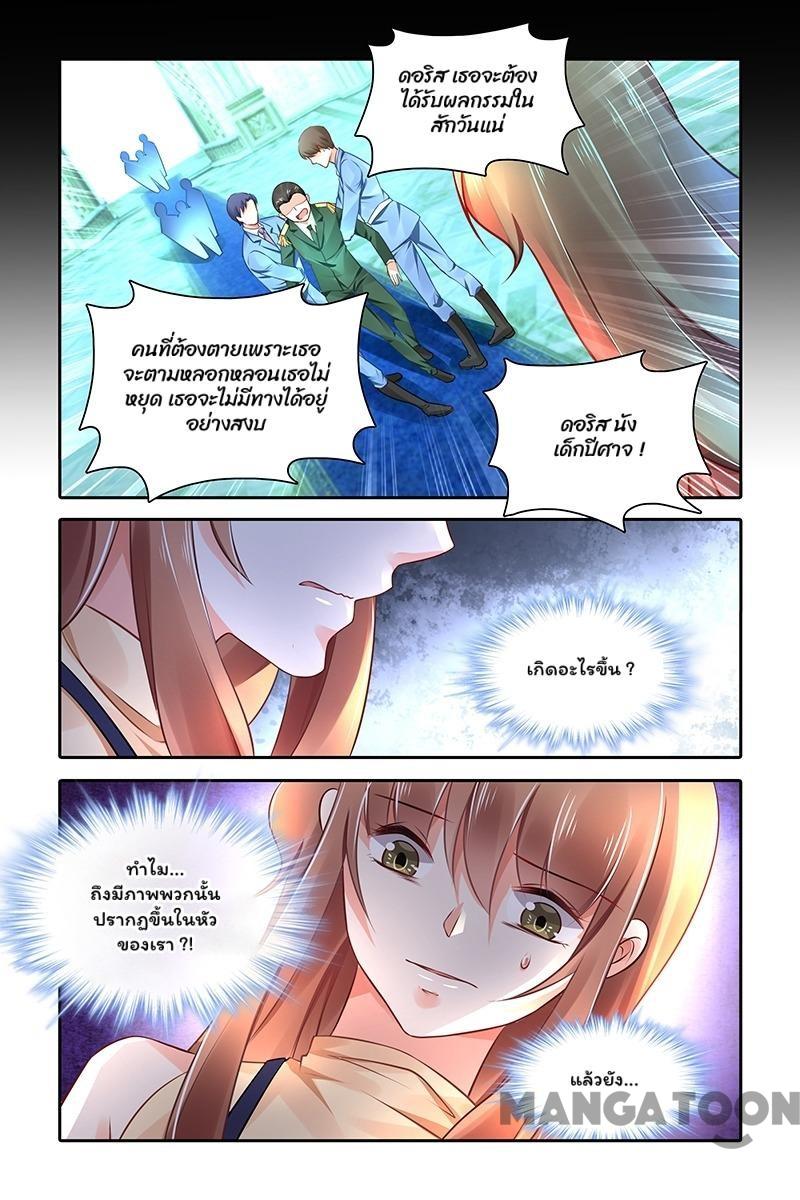 ดอริส เธอจะต้อง
ได้รับผลกรรมใน
สักวันแน่
คนที่ต้องตายเพราะเธอ
จะตามหลอกหลอนเธอไม่
หยุด เธอจะไม่มีทางได้อยู่
อย่างสงบ
ดอริส นัง
เด็กปีศาจ !
เกิดอะไรขึ้น ?
ทำไม...
ถึงมีภาพพวกนั้น
ปรากฏขึ้นในหัว
ของเรา ?!
แล้วยัง...
MANGATOON